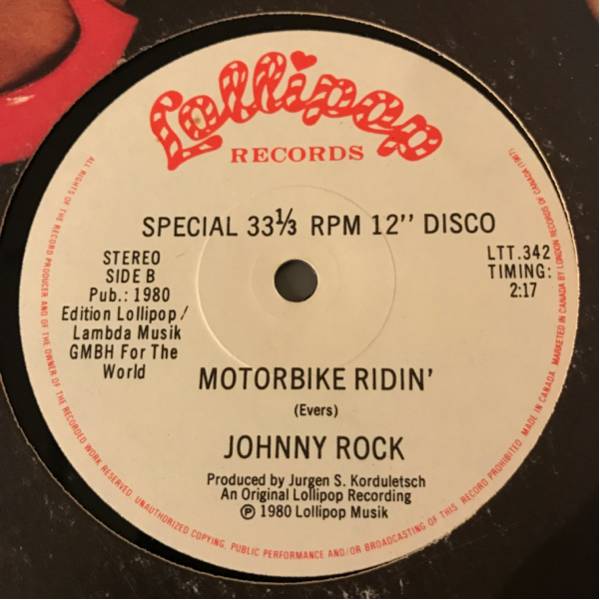 Lollipop
RECORDS
SPECIAL 33⅓ RPM 12" DISCO
STEREO
SIDE B
Pub.: 1980
Edition Lollipop/
Lambda Musik
GMBH For The
World
LTT.342
TIMING:
2:17
MOTORBIKE RIDIN'
(Evers)
JOHNNY ROCK
Produced by Jurgen S. Korduletsch
An Original Lollipop Recording
℗ 1980 Lollipop Musik
ALL RIGHTS OF THE RECORD PRODUCER AND OF THE OWNER OF THE RECORDED WORK RESERVED. UNAUTHORIZED COPYING, PUBLIC PERFORMANCE AND/OR BROADCASTING OF THIS RECORD PROHIBITED. MADE IN CANADA. MARKETED IN CANADA BY LONDON RECORDS OF CANADA (1967).